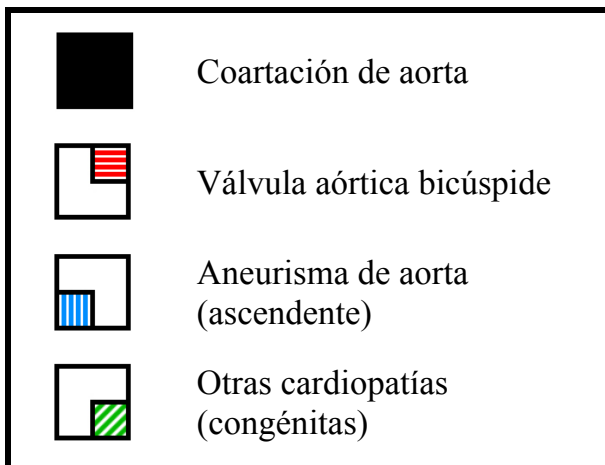 Coartación de aorta
Válvula aórtica bicúspide
Aneurisma de aorta
(ascendente)
Otras cardiopatías
(congénitas)